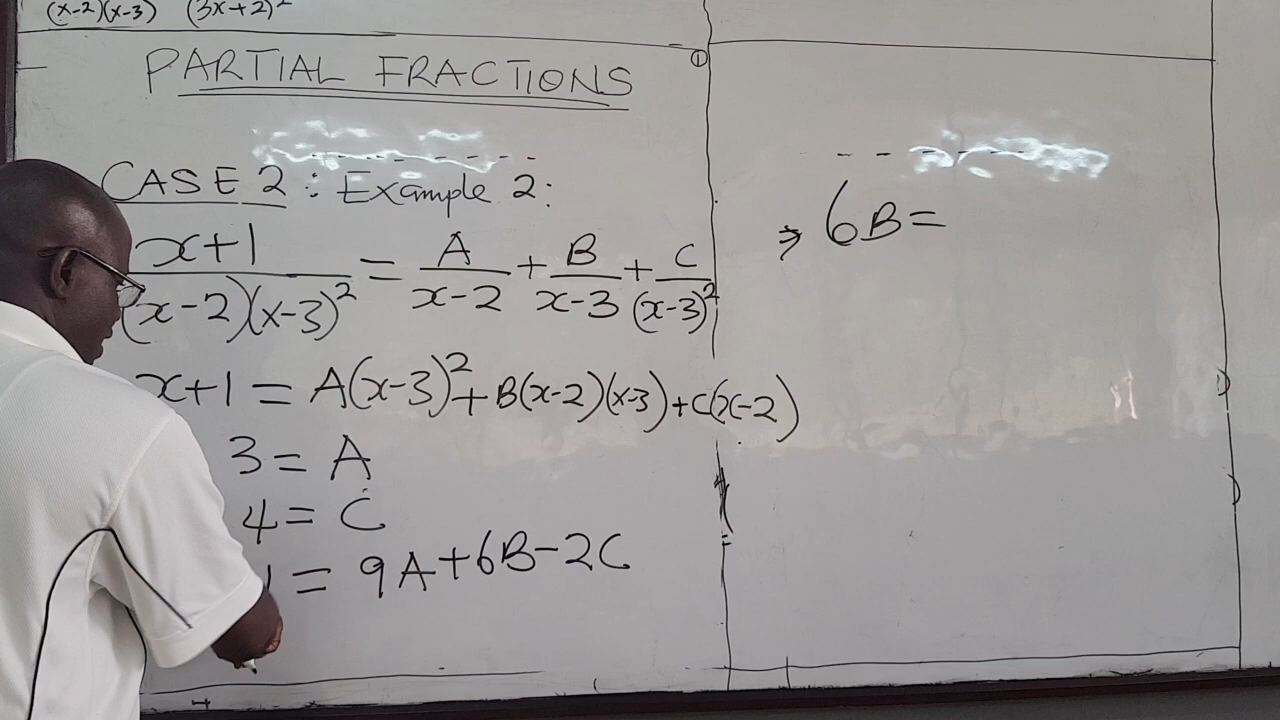 (x-2)(x-3) (3x+2)²
PARTIAL FRACTIONS
①
CASE 2 : Example 2:
x+1 / (x-2)(x-3)² = A / x-2 + B / x-3 + C / (x-3)²
x+1 = A(x-3)² + B(x-2)(x-3) + C(x-2)
3 = A
4 = C
1 = 9A+6B-2C
⇒ 6B =